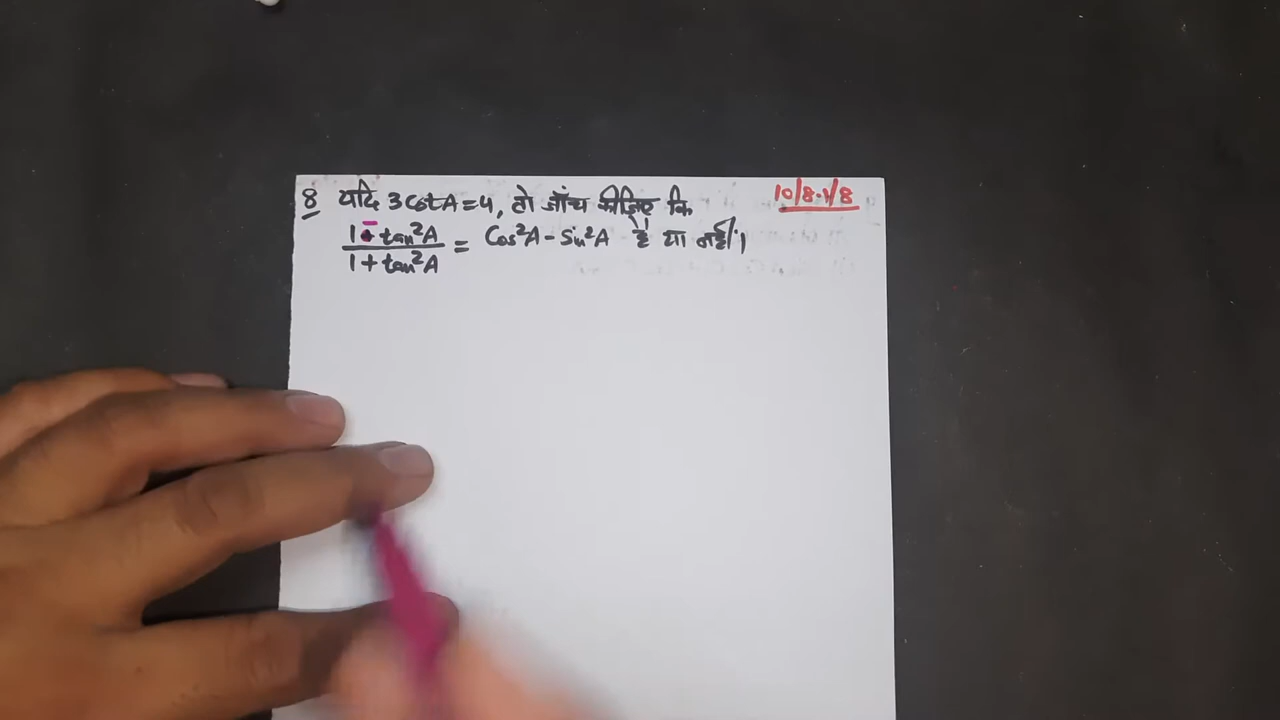 8 यदि 3cotA=4, तो जाँच कीजिए कि 10/8.1/8
1-tan²A/1+tan²A = Cos²A-Sin²A है या नहीं।